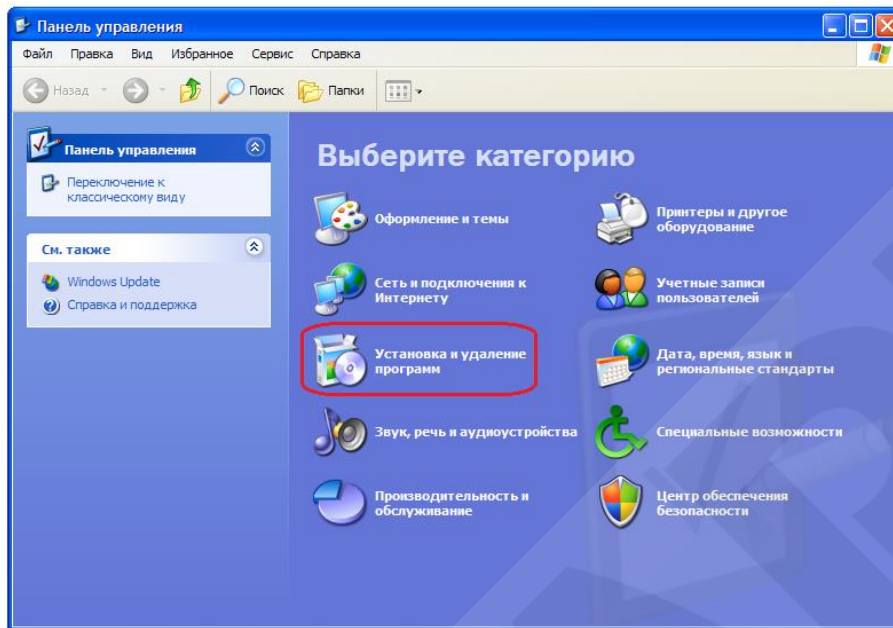 Панель управления
Файл Правка Вид Избранное Сервис Справка
Назад Поиск Папки
Панель управления
Переключение к
классическому виду
См. также
Windows Update
Справка и поддержка
Выберите категорию
Оформление и темы
Принтеры и другое
оборудование
Сеть и подключения к
Интернету
Учетные записи
пользователей
Установка и удаление
программ
Дата, время, язык и
региональные стандарты
Звук, речь и аудиоустройства
Специальные возможности
Производительность и
обслуживание
Центр обеспечения
безопасности